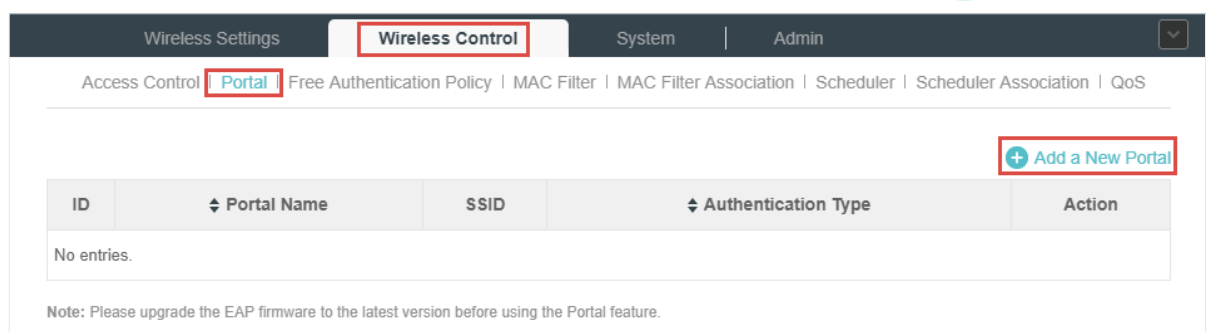 Wireless Settings Wireless Control System | Admin
Access Control | Portal | Free Authentication Policy | MAC Filter | MAC Filter Association | Scheduler | Scheduler Association | QoS
Add a New Portal
ID Portal Name SSID Authentication Type Action
No entries.
Note: Please upgrade the EAP firmware to the latest version before using the Portal feature.